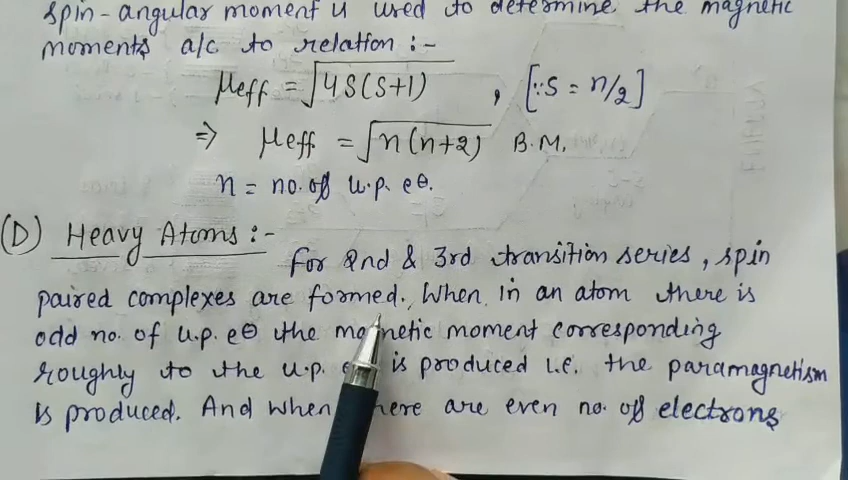 spin-angular moment u used to determine the magnetic
moments a/c to relation :-
μeff = √4S(S+1) , [∵S = n/2]
⇒ μeff = √n(n+2) B.M.
n = no. of u.p. e⊖.
(D) Heavy Atoms :-
for 2nd & 3rd transition series, spin
paired complexes are formed. When in an atom there is
odd no. of u.p. e⊖ the magnetic moment corresponding
roughly to the u.p. is produced i.e. the paramagnetism
is produced. And when there are even no. of electrons